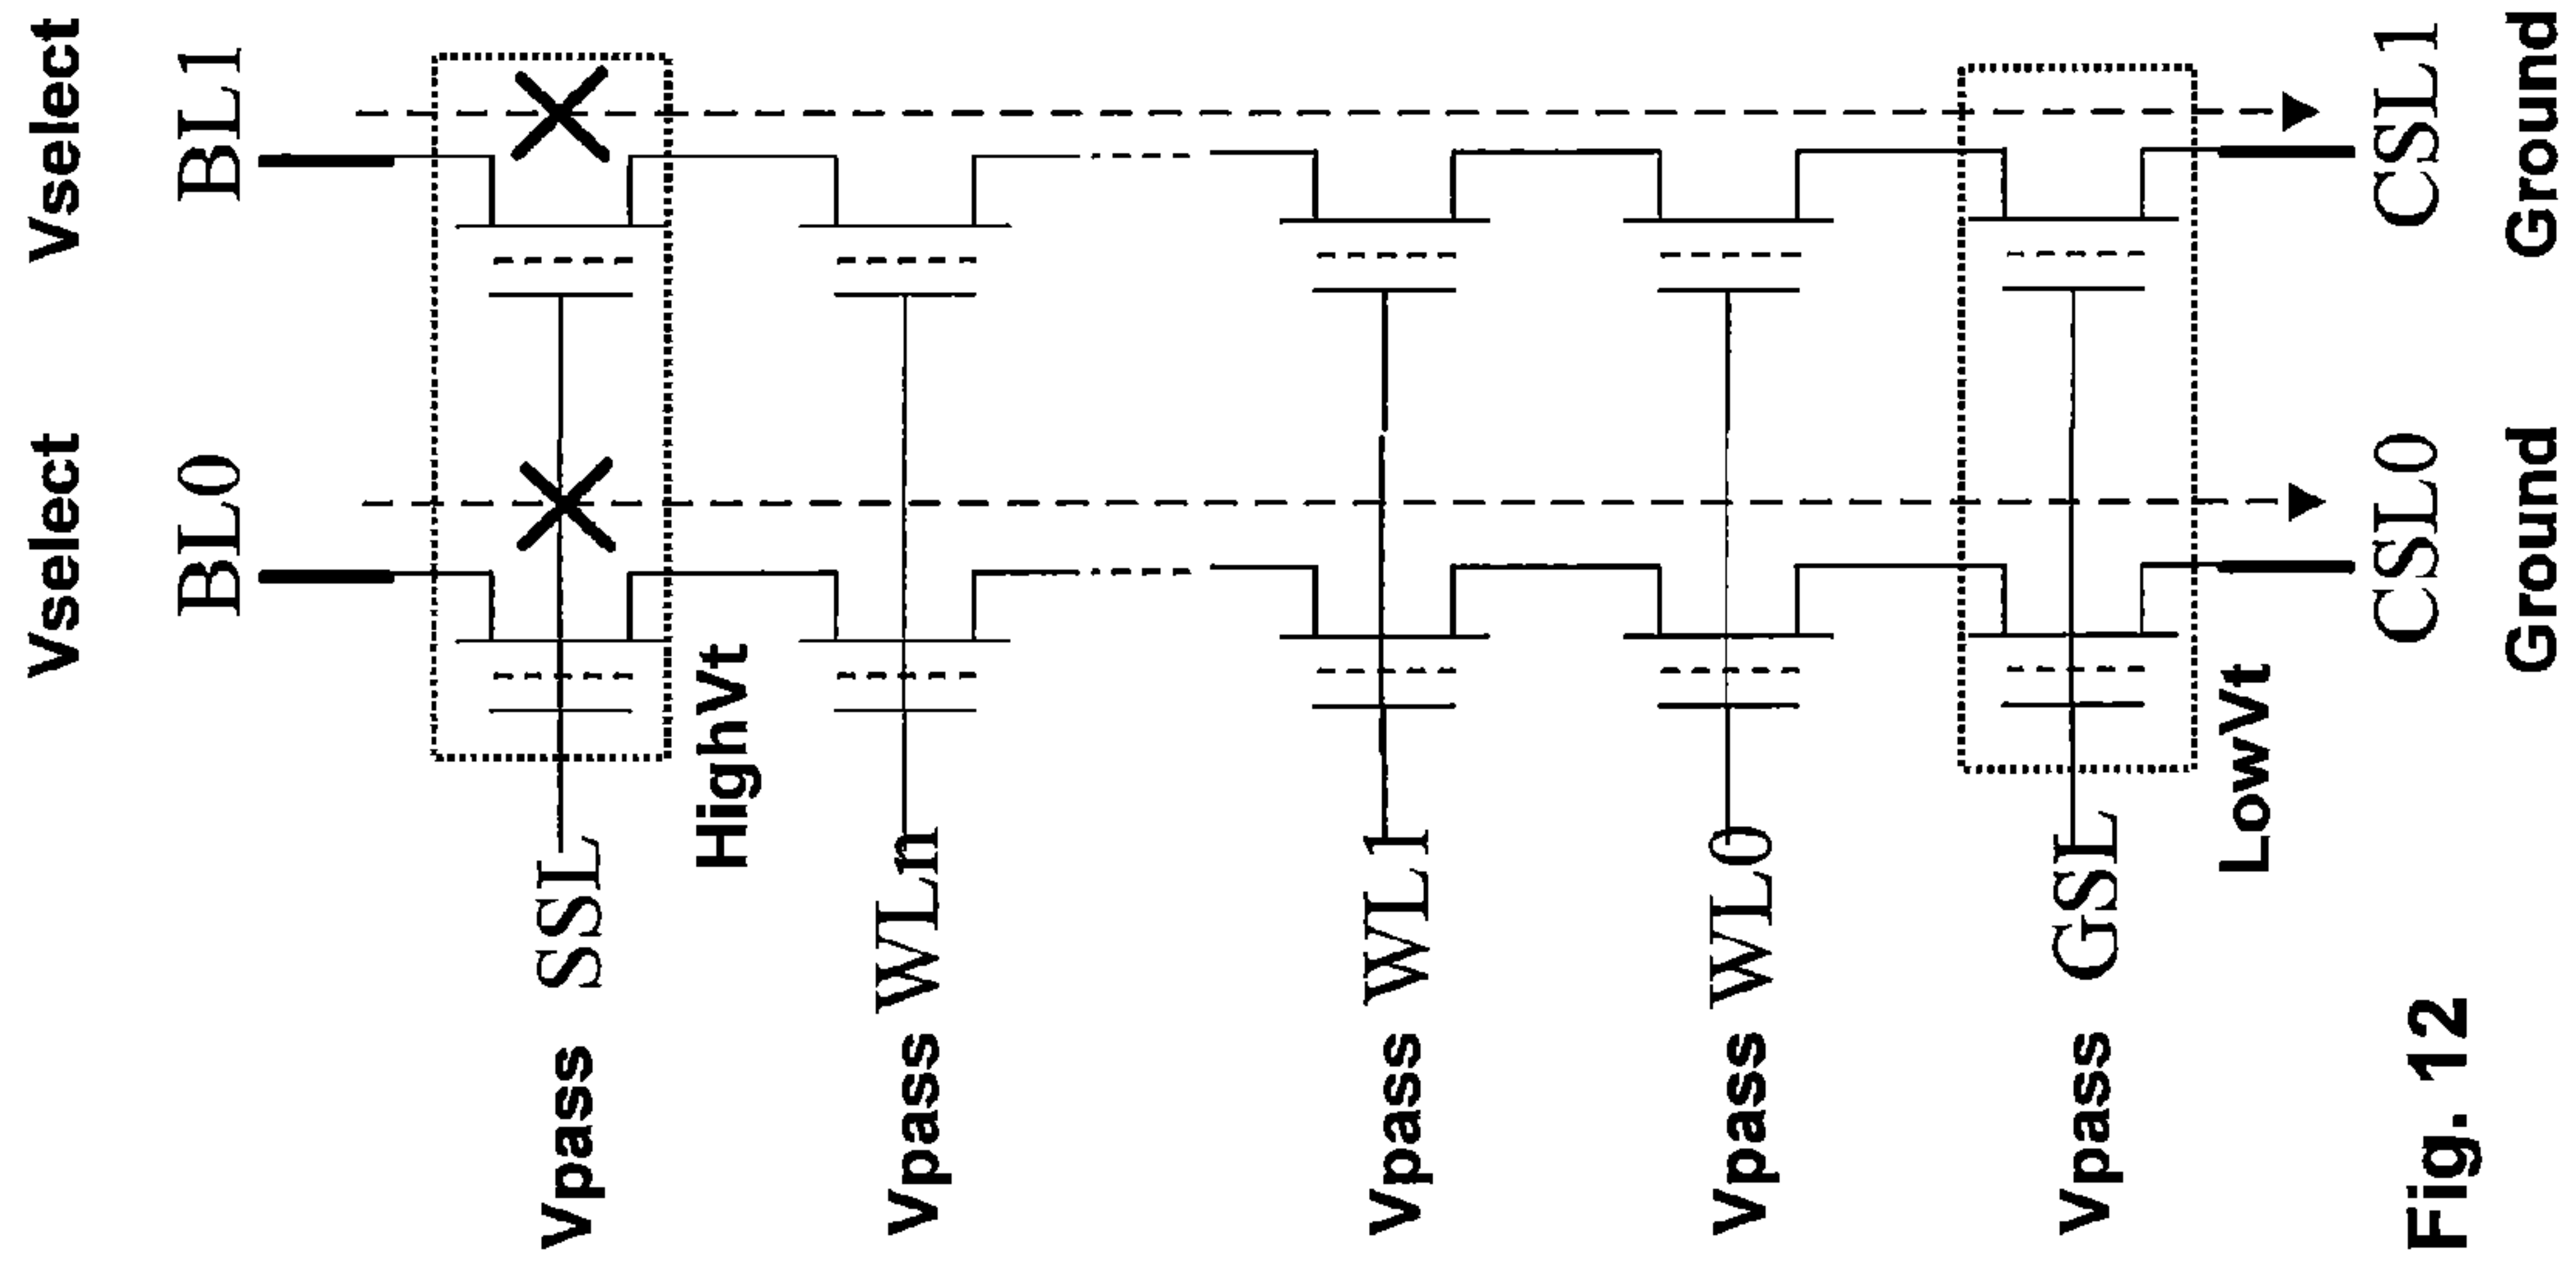 Vselect Vselect
BL0 BL1
Vpass SSL
HighVt
Vpass WLn
Vpass WL1
Vpass WL0
Vpass GSL
LowVt
CSL0 CSL1
Ground Ground
Fig. 12